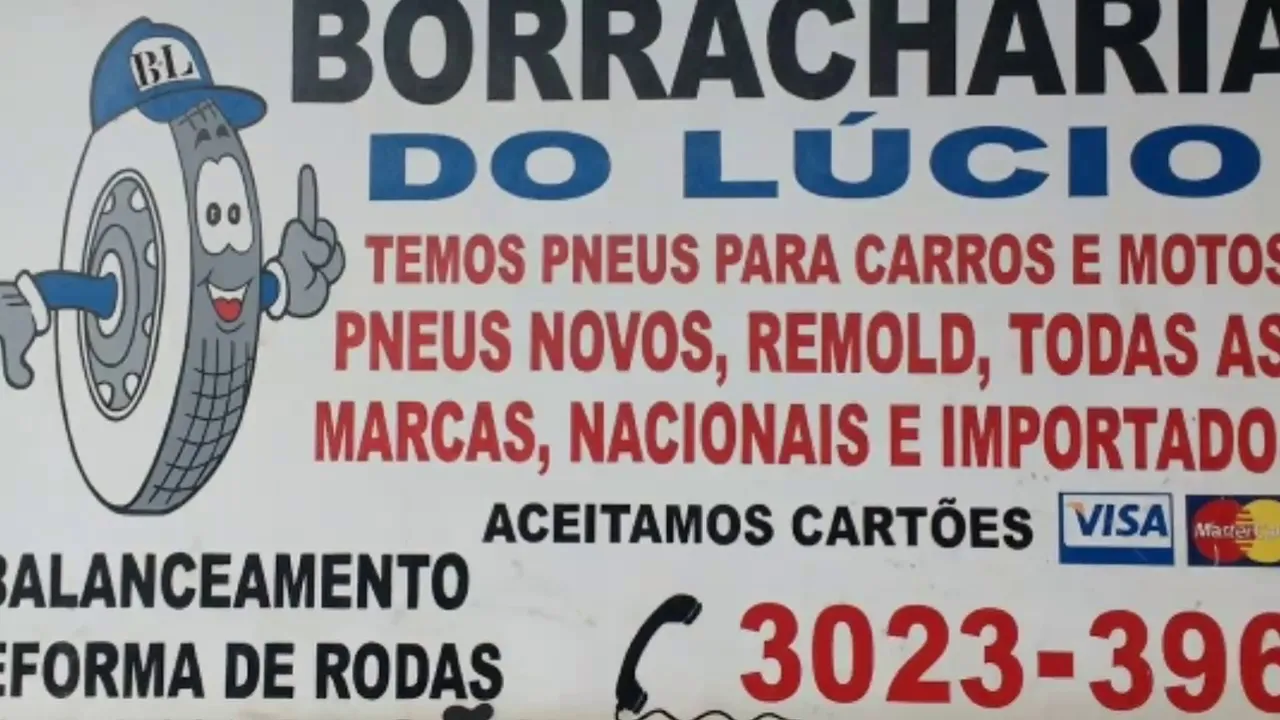 B·L
BORRACHARIA
DO LÚCIO
TEMOS PNEUS PARA CARROS E MOTOS
PNEUS NOVOS, REMOLD, TODAS AS
MARCAS, NACIONAIS E IMPORTADO
ACEITAMOS CARTÕES VISA MasterCard
BALANCEAMENTO
EFORMA DE RODAS
3023-396